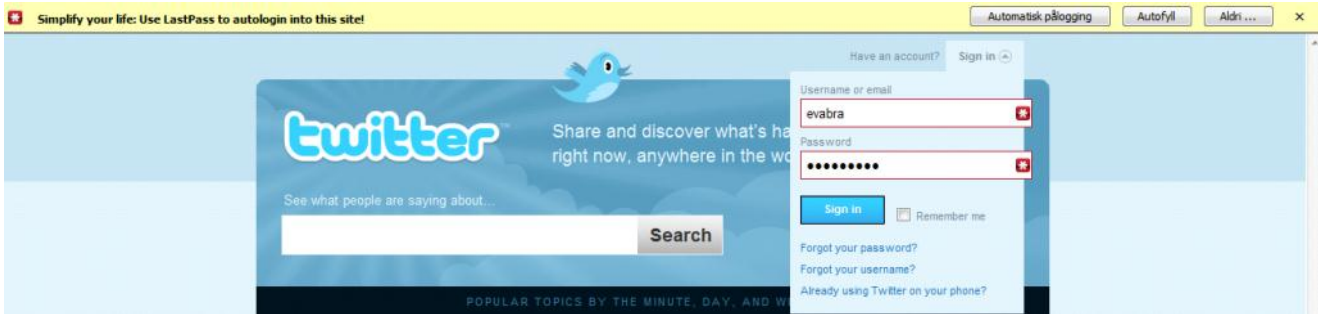 Simplify your life: Use LastPass to autologin into this site!
Automatisk pålogging
Autofyll
Aldri ...
Have an account?
Sign in
Username or email
evabra
twitter
Share and discover what's ha
right now, anywhere in the wo
Password
•••••••••
See what people are saying about...
Search
Sign in
Remember me
Forgot your password?
Forgot your username?
Already using Twitter on your phone?
POPULAR TOPICS BY THE MINUTE, DAY, AND W